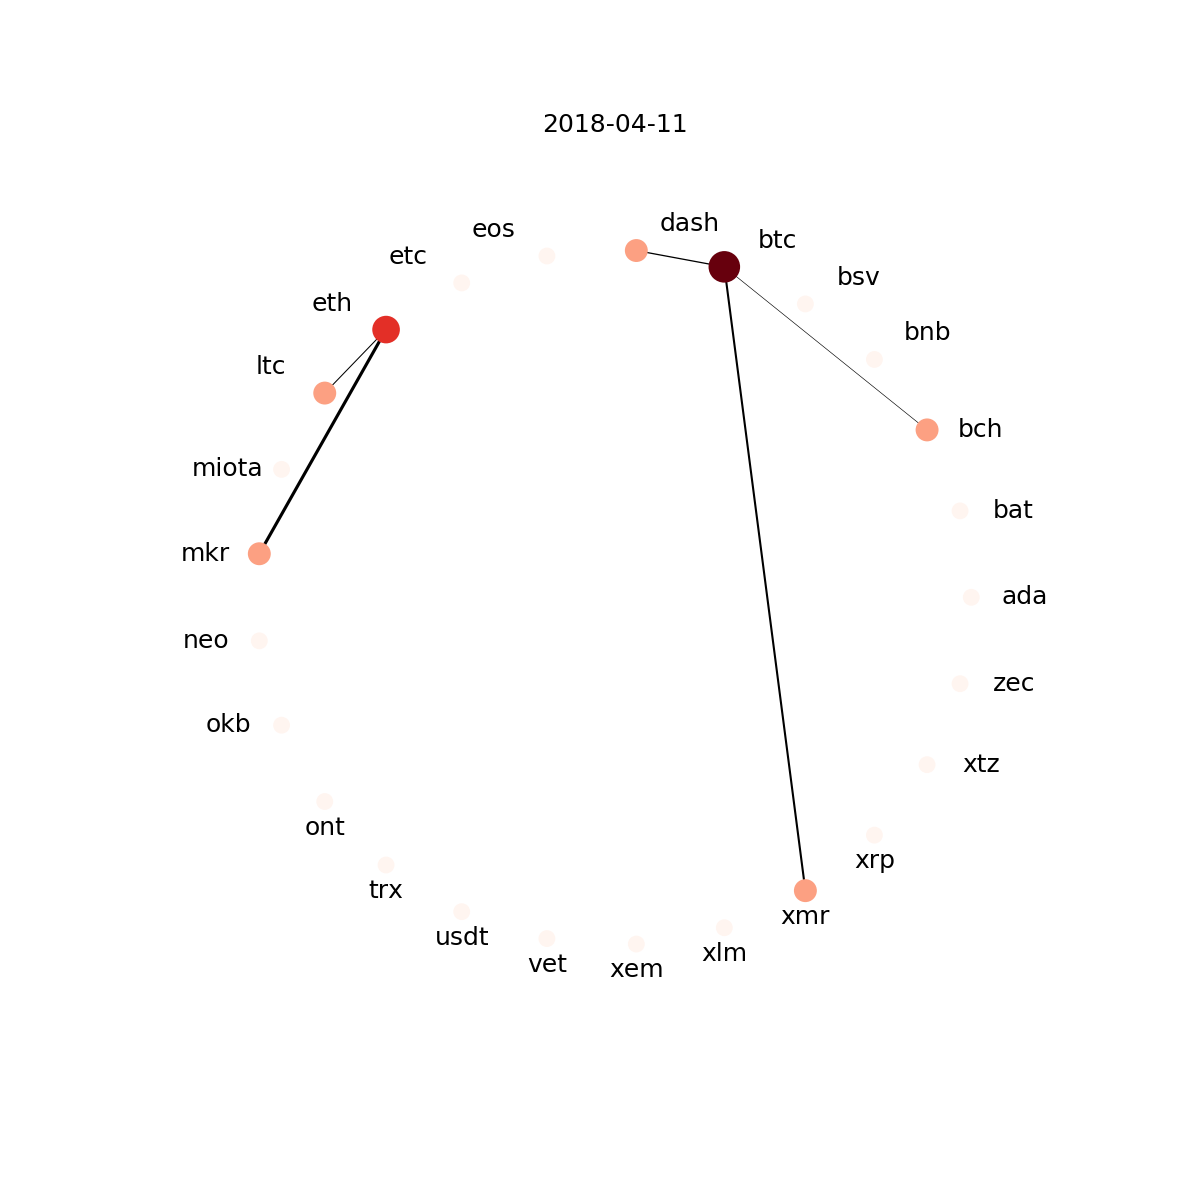 2018-04-11
dash
btc
eos
etc
bsv
eth
bnb
ltc
bch
miota
bat
mkr
ada
neo
zec
okb
xtz
ont
xrp
trx
xmr
usdt
xlm
vet
xem